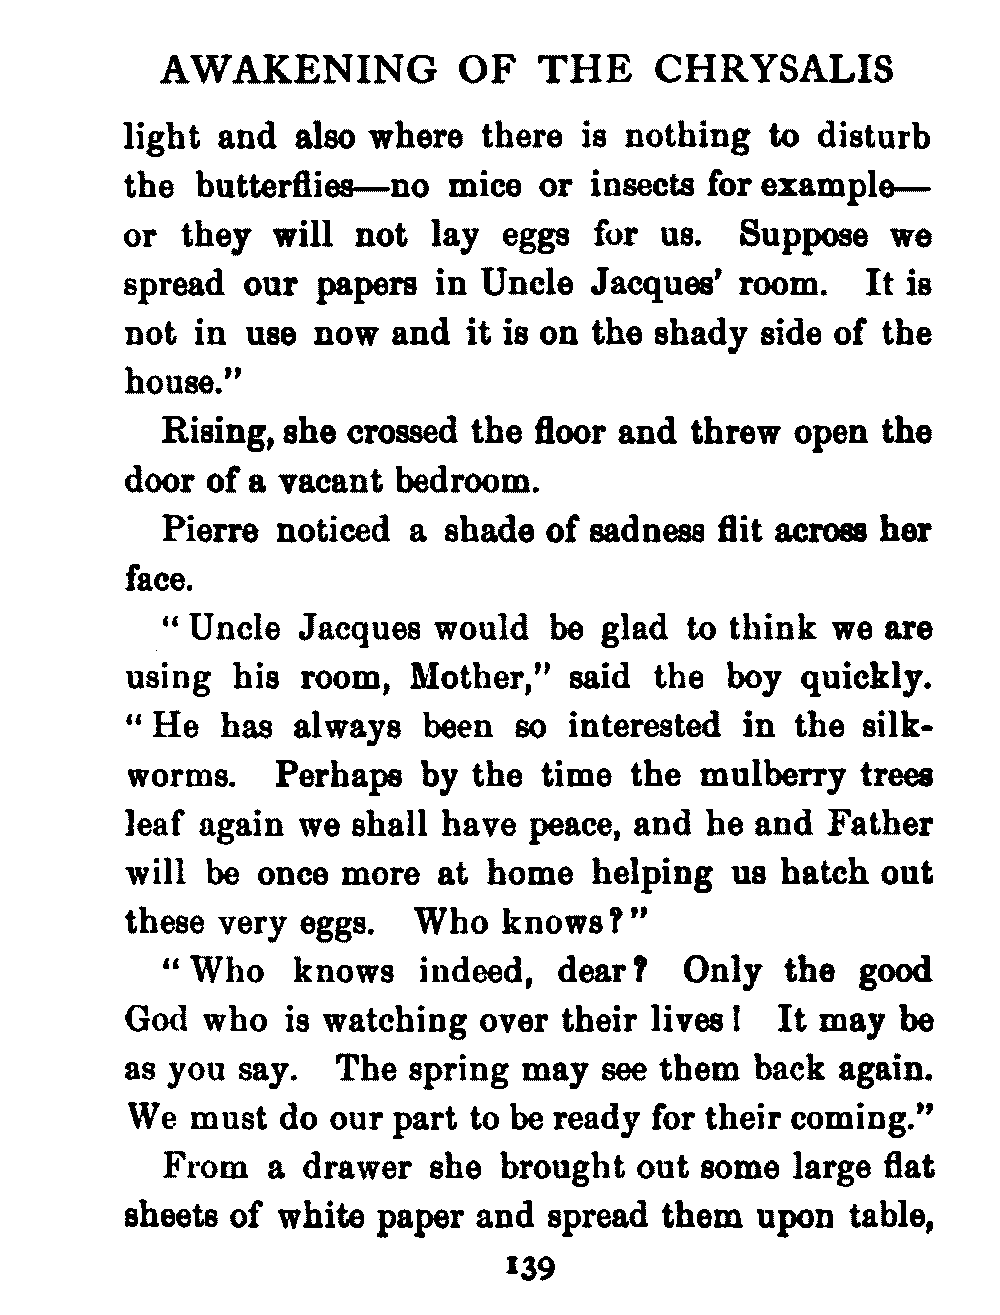 AWAKENING OF THE CHRYSALIS
light and also where there is nothing to disturb
the butterflies—no mice or insects for example—
or they will not lay eggs for us. Suppose we
spread our papers in Uncle Jacques' room. It is
not in use now and it is on the shady side of the
house."
Rising, she crossed the floor and threw open the
door of a vacant bedroom.
Pierre noticed a shade of sadness flit across her
face.
"Uncle Jacques would be glad to think we are
using his room, Mother," said the boy quickly.
"He has always been so interested in the silk-
worms. Perhaps by the time the mulberry trees
leaf again we shall have peace, and he and Father
will be once more at home helping us hatch out
these very eggs. Who knows?"
"Who knows indeed, dear? Only the good
God who is watching over their lives! It may be
as you say. The spring may see them back again.
We must do our part to be ready for their coming."
From a drawer she brought out some large flat
sheets of white paper and spread them upon table,
139